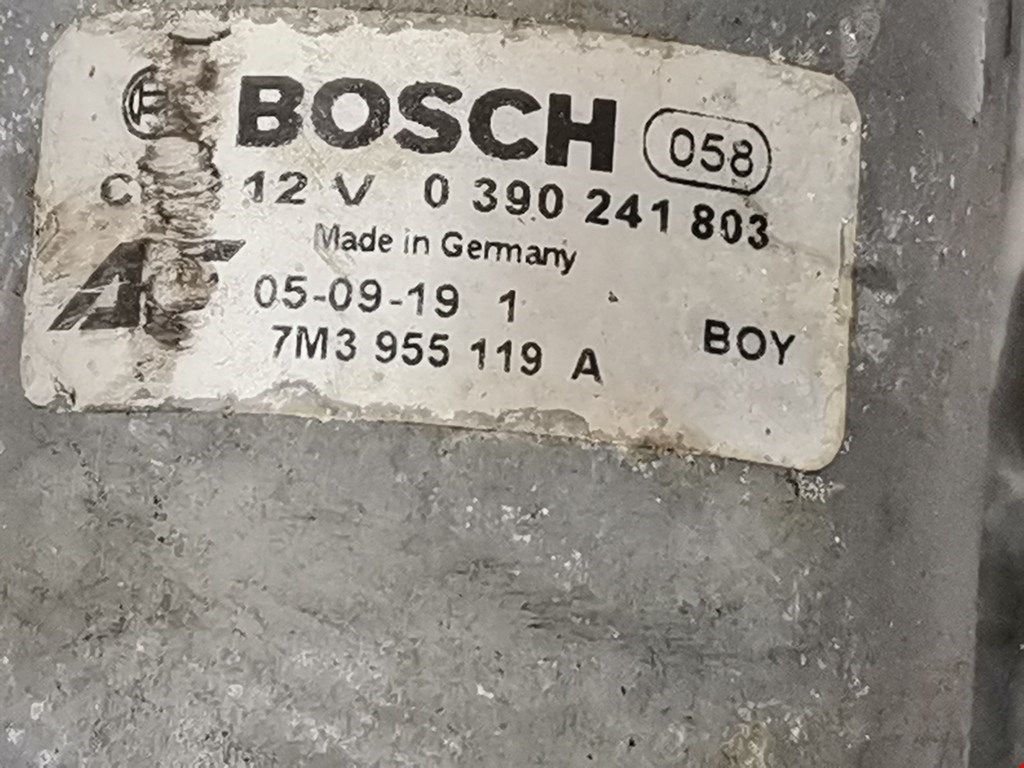 BOSCH 058
12 V 0 390 241 803
Made in Germany
05-09-19 1
7M3 955 119 A BOY